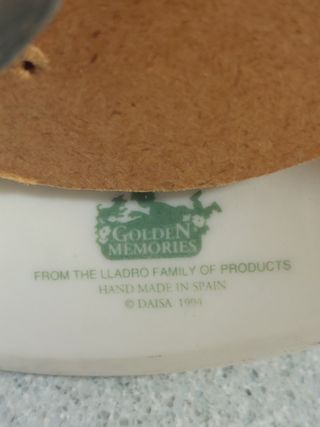 GOLDEN
MEMORIES
FROM THE LLADRO FAMILY OF PRODUCTS
HAND MADE IN SPAIN
© DAISA 1994